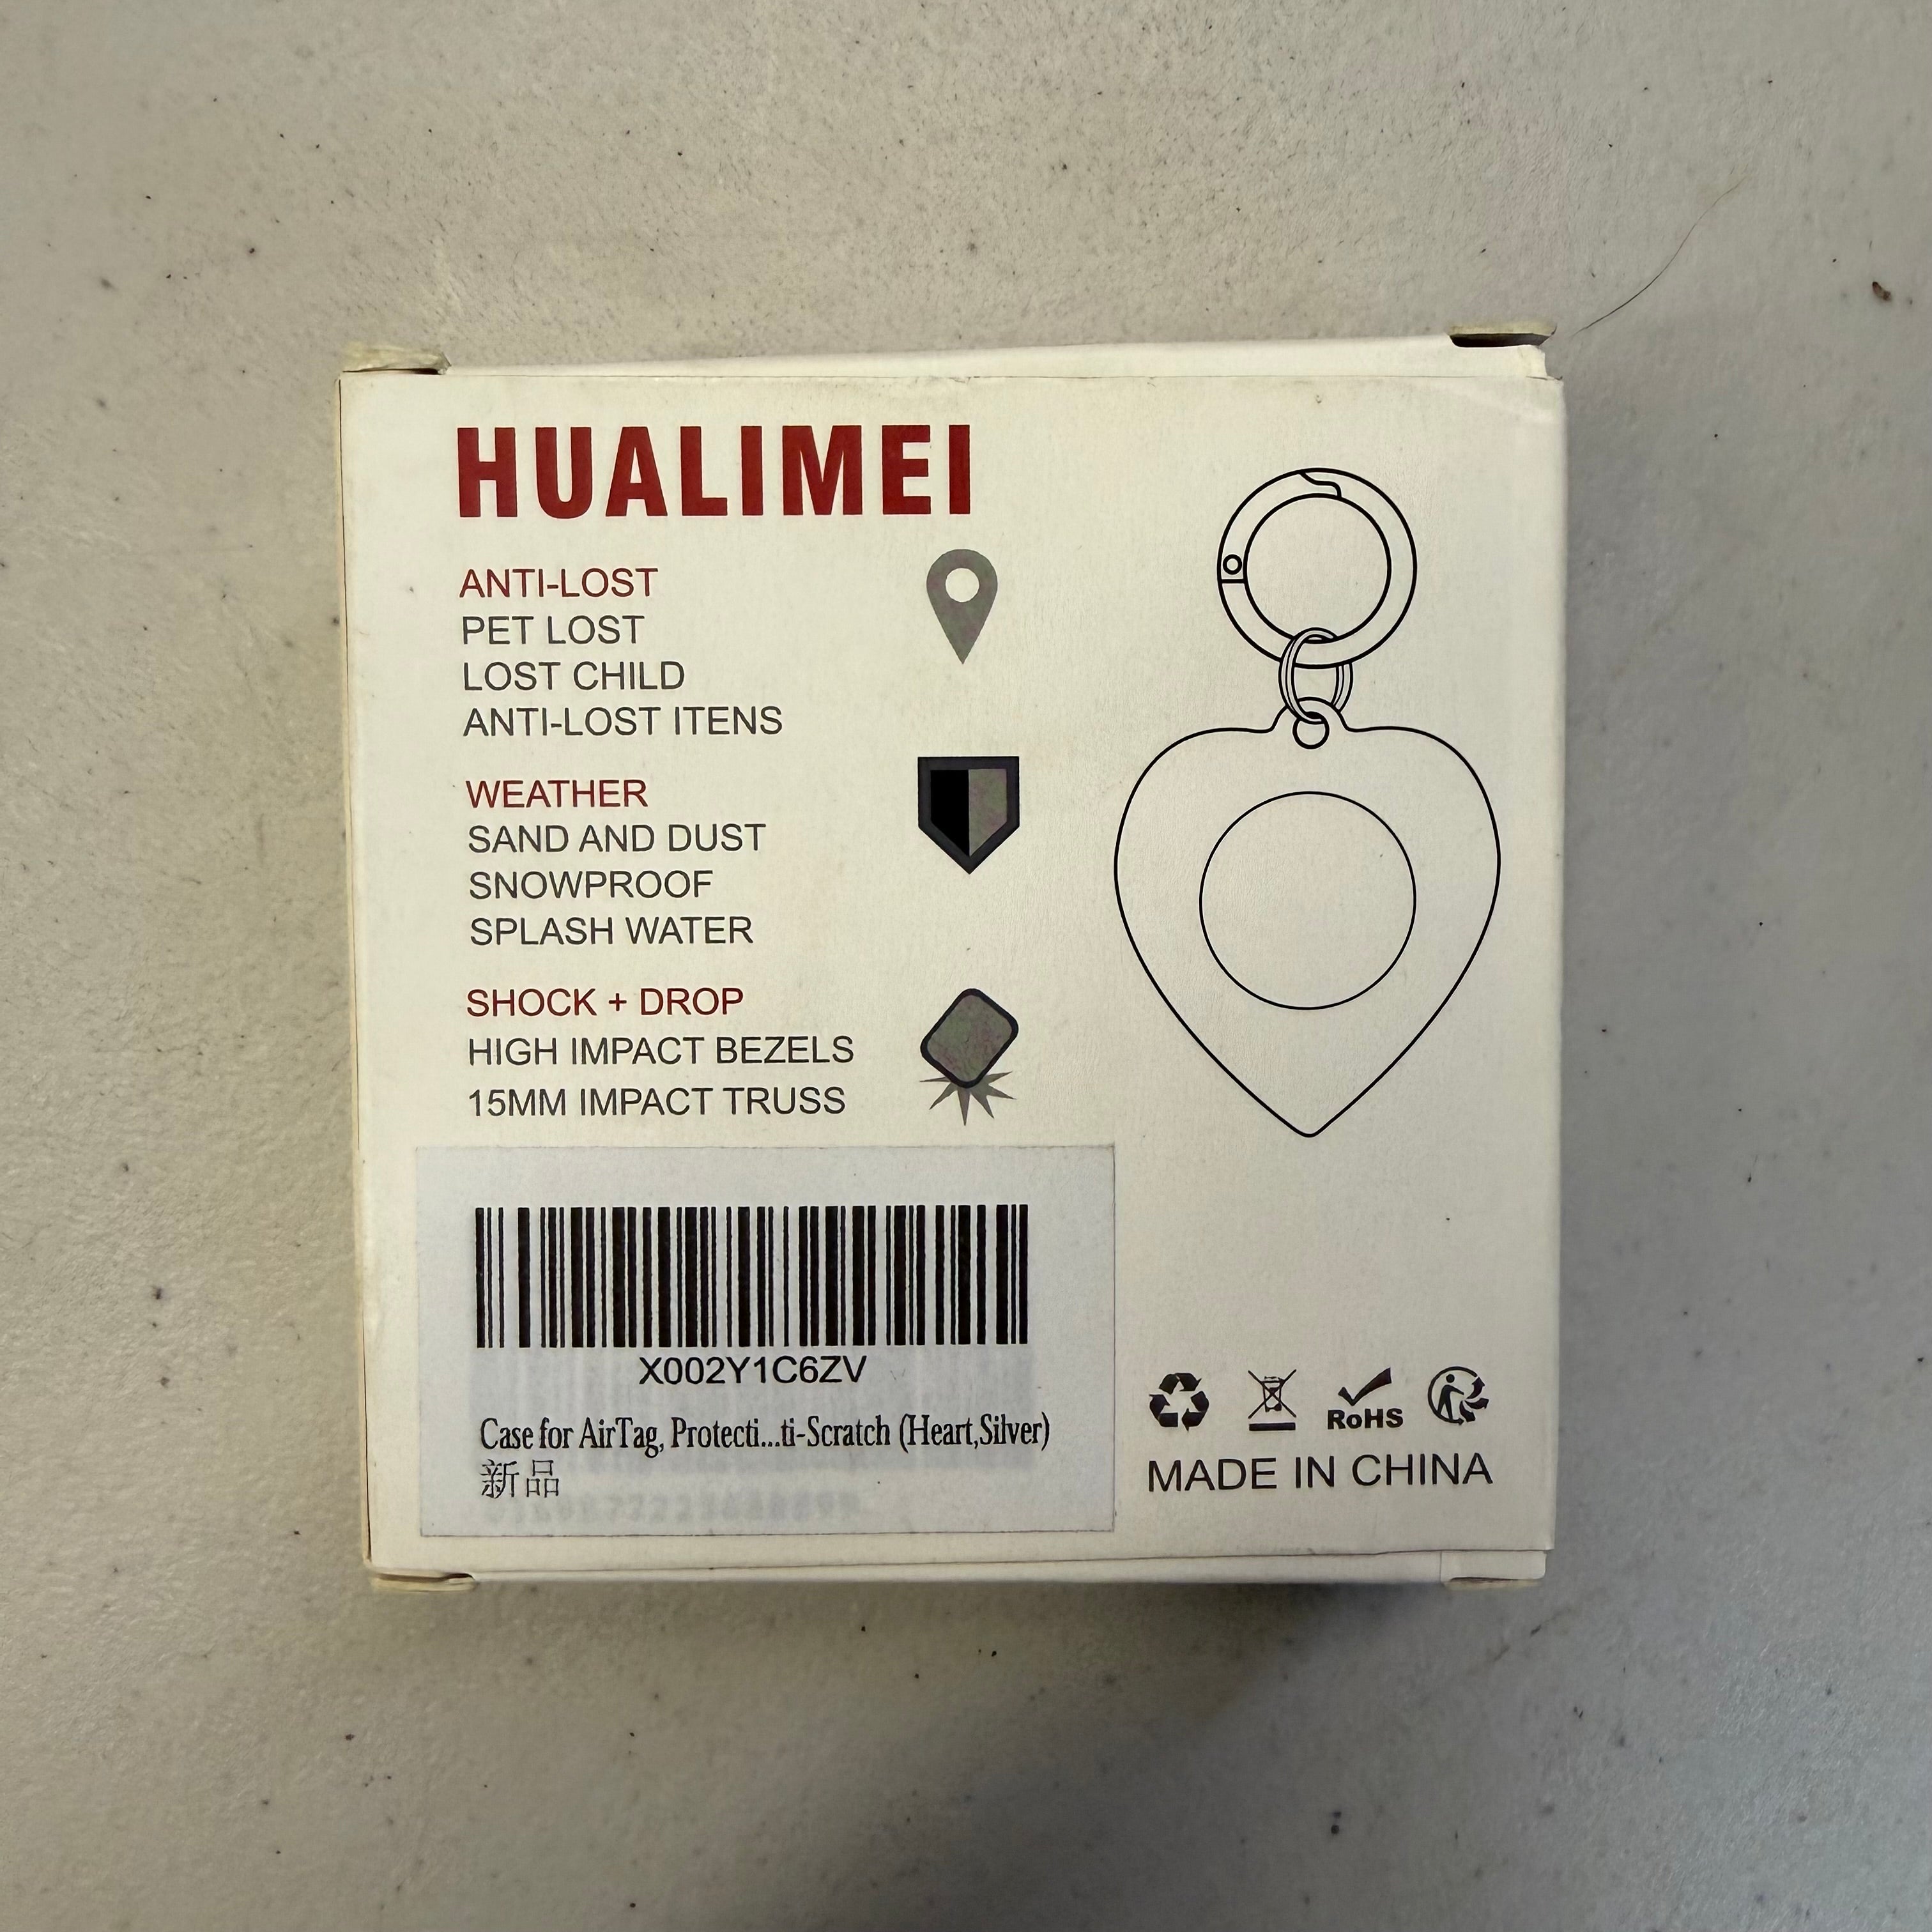 HUALIMEI
ANTI-LOST
PET LOST
LOST CHILD
ANTI-LOST ITENS
WEATHER
SAND AND DUST
SNOWPROOF
SPLASH WATER
SHOCK + DROP
HIGH IMPACT BEZELS
15MM IMPACT TRUSS
X002Y1C6ZV
Case for AirTag, Protecti...ti-Scratch (Heart,Silver)
新品
RoHS
MADE IN CHINA